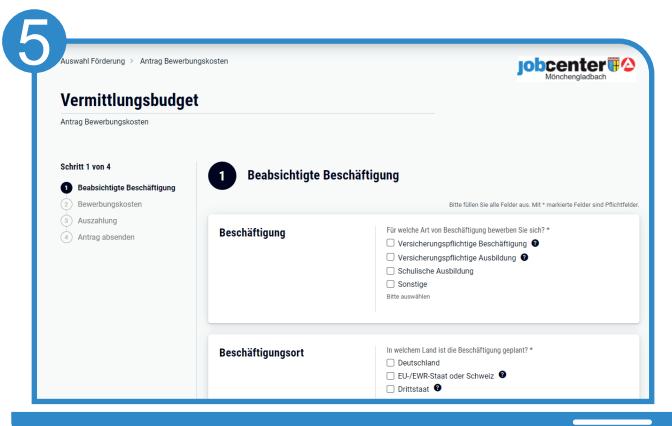 5
Auswahl Förderung > Antrag Bewerbungskosten
jobcenter
Mönchengladbach
Vermittlungsbudget
Antrag Bewerbungskosten
Schritt 1 von 4
1 Beabsichtigte Beschäftigung
2 Bewerbungskosten
3 Auszahlung
4 Antrag absenden
1 Beabsichtigte Beschäftigung
Bitte füllen Sie alle Felder aus. Mit * markierte Felder sind Pflichtfelder.
Beschäftigung
Für welche Art von Beschäftigung bewerben Sie sich? *
Versicherungspflichtige Beschäftigung ?
Versicherungspflichtige Ausbildung ?
Schulische Ausbildung
Sonstige
Bitte auswählen
Beschäftigungsort
In welchem Land ist die Beschäftigung geplant? *
Deutschland
EU-/EWR-Staat oder Schweiz ?
Drittstaat ?